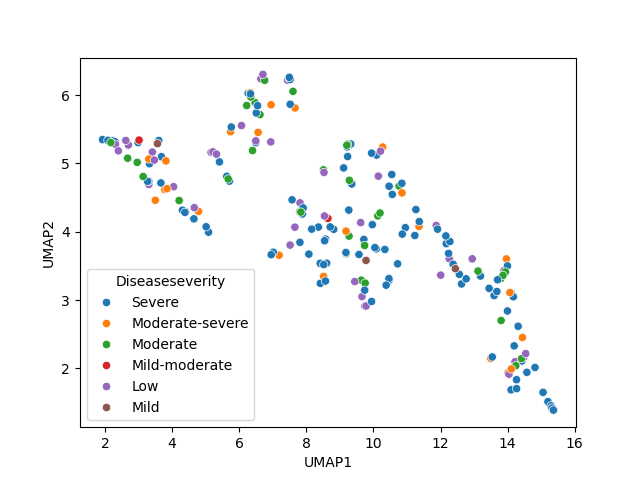 6
5
4
3
2
UMAP2
Diseaseseverity
Severe
Moderate-severe
Moderate
Mild-moderate
Low
Mild
2 4 6 8 10 12 14 16
UMAP1